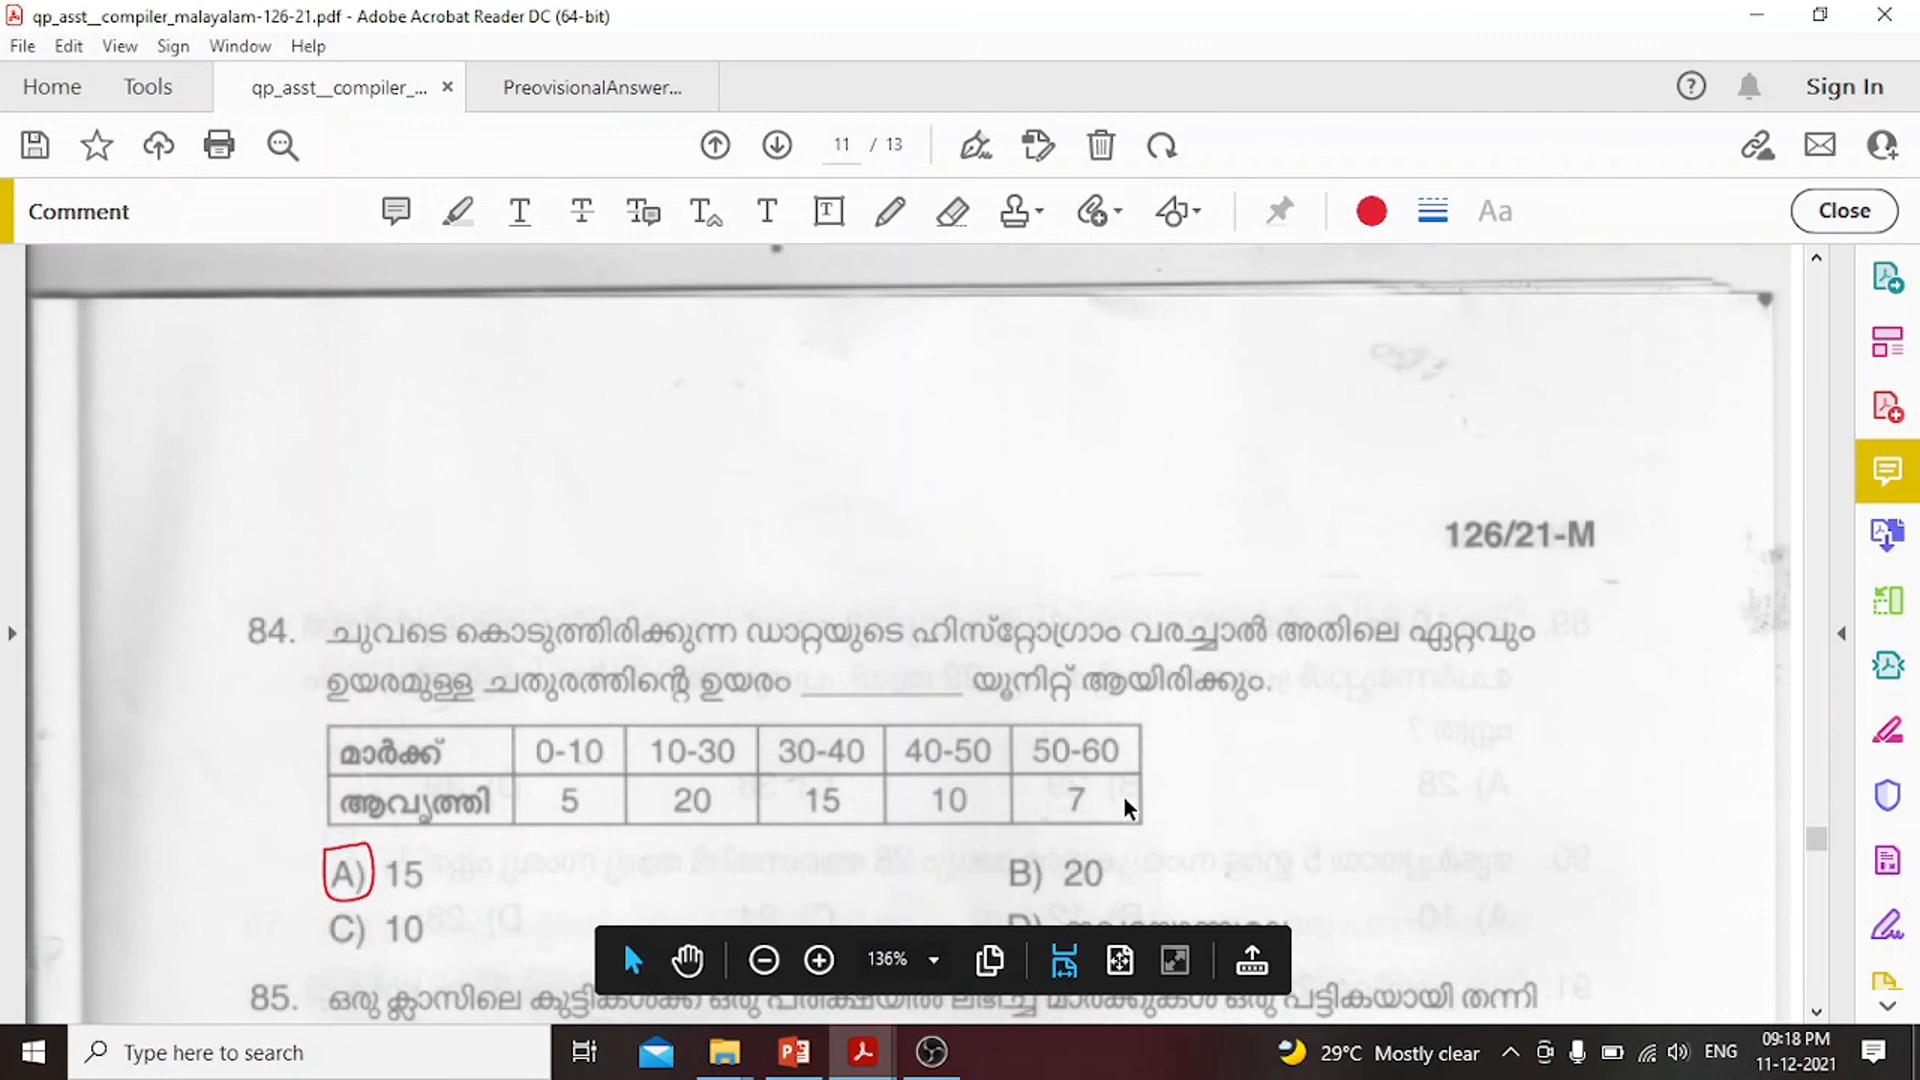 qp_asst__compiler_malayalam-126-21.pdf - Adobe Acrobat Reader DC (64-bit)
File Edit View Sign Window Help
Home Tools qp_asst__compiler_... × PreovisionalAnswer... Sign In
11 / 13
Comment Aa Close
126/21-M
84. ചുവടെ കൊടുത്തിരിക്കുന്ന ഡാറ്റയുടെ ഹിസ്റ്റോഗ്രാം വരച്ചാൽ അതിലെ ഏറ്റവും
ഉയരമുള്ള ചതുരത്തിന്റെ ഉയരം __________ യൂനിറ്റ് ആയിരിക്കും.
മാർക്ക് 0-10 10-30 30-40 40-50 50-60
ആവൃത്തി 5 20 15 10 7
A) 15 B) 20
C) 10
136%
85. ഒരു ക്ലാസിലെ കുട്ടികൾക്ക് ഒരു പരീക്ഷയിൽ ലഭിച്ച മാർക്കുകൾ ഒരു പട്ടികയായി തന്നി
Type here to search 29°C Mostly clear ENG 09:18 PM
11-12-2021